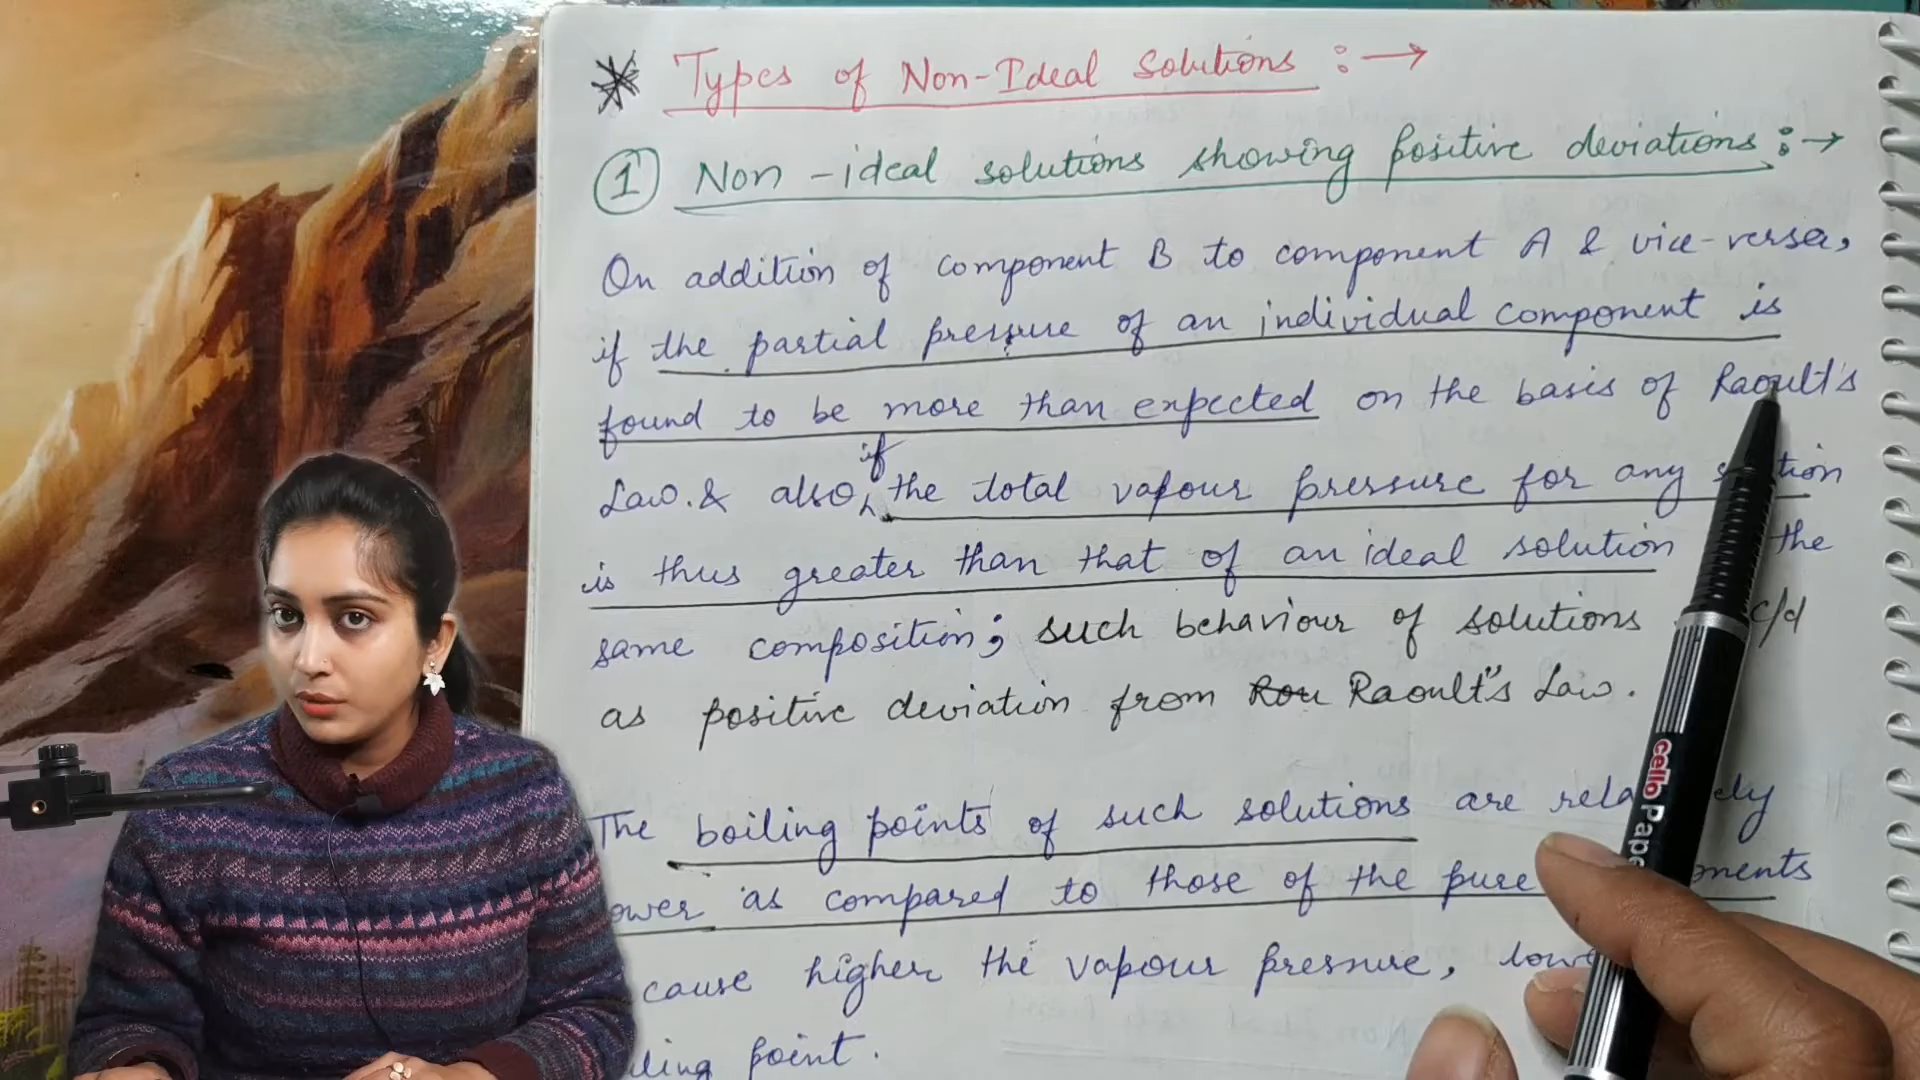 * Types of Non-Ideal Solutions :→
① Non-ideal solutions showing positive deviations :→
On addition of component B to component A & vice-versa,
if the partial pressure of an individual component is
found to be more than expected on the basis of Raoult's
if
Law. & also, the total vapour pressure for any
is thus greater than that of an ideal solution the
same composition; such behaviour of solutions c/d
as positive deviation from Raoult's Law.
The boiling points of such solutions are
as compared to those of the pure
cause higher the vapour pressure,
point.
cello